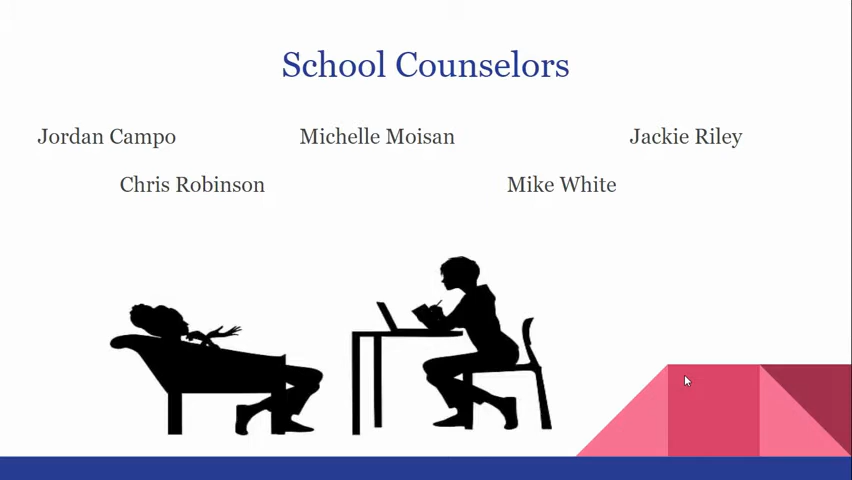 School Counselors
Jordan Campo Michelle Moisan Jackie Riley
Chris Robinson Mike White